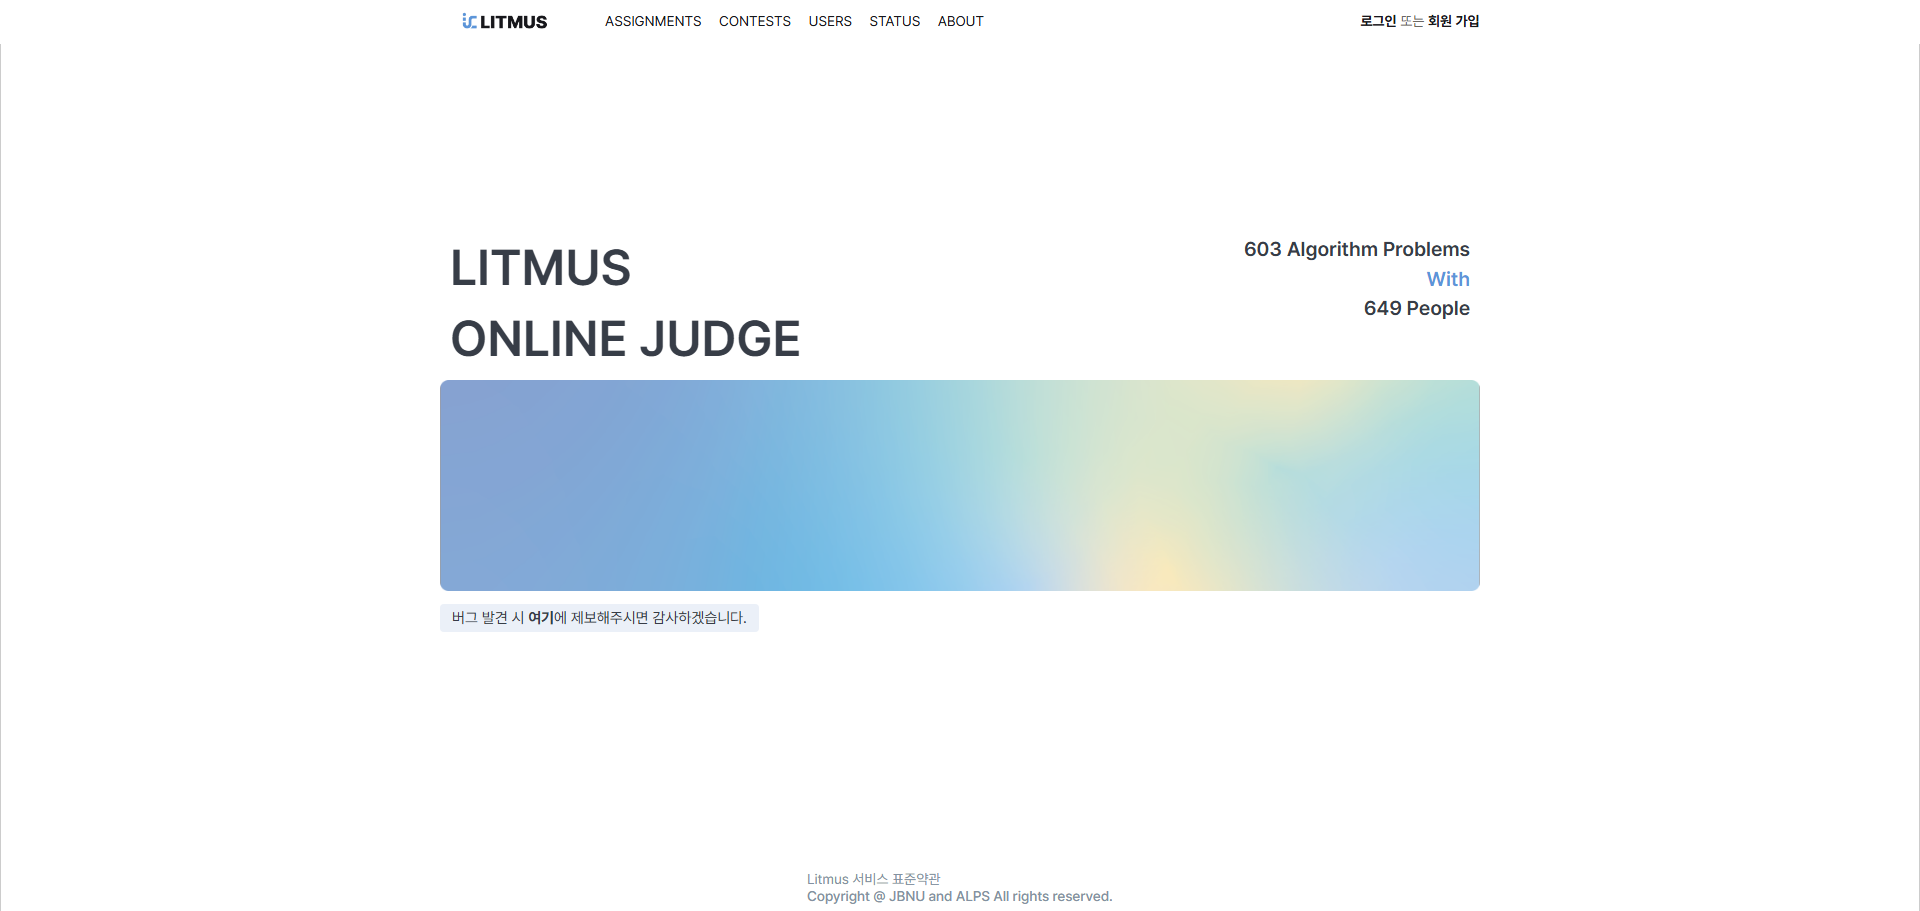 LITMUS ASSIGNMENTS CONTESTS USERS STATUS ABOUT 로그인 또는 회원 가입
LITMUS
ONLINE JUDGE
603 Algorithm Problems
With
649 People
버그 발견 시 여기에 제보해주시면 감사하겠습니다.
Litmus 서비스 표준약관
Copyright @ JBNU and ALPS All rights reserved.